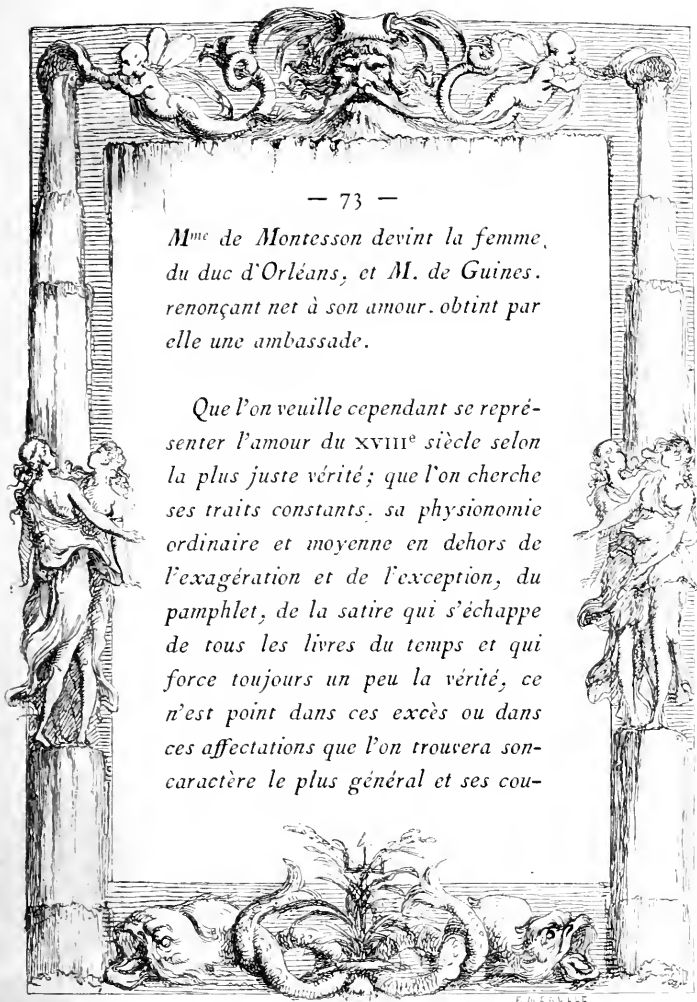 — 73 —
Mme de Montesson devint la femme
du duc d'Orléans, et M. de Guines.
renonçant net à son amour. obtint par
elle une ambassade.
Que l'on veuille cependant se repré-
senter l'amour du XVIIIe siècle selon
la plus juste vérité; que l'on cherche
ses traits constants. sa physionomie
ordinaire et moyenne en dehors de
l'exagération et de l'exception, du
pamphlet, de la satire qui s'échappe
de tous les livres du temps et qui
force toujours un peu la vérité, ce
n'est point dans ces excès ou dans
ces affectations que l'on trouvera son-
caractère le plus général et ses cou-